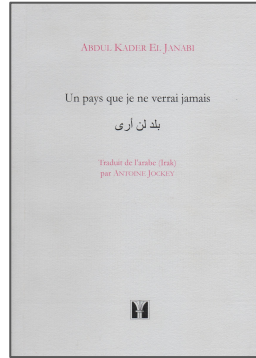 ABDUL KADER EL JANABI
Un pays que je ne verrai jamais
بلد لن أرى
Traduit de l'arabe (Irak)
par ANTOINE JOCKEY